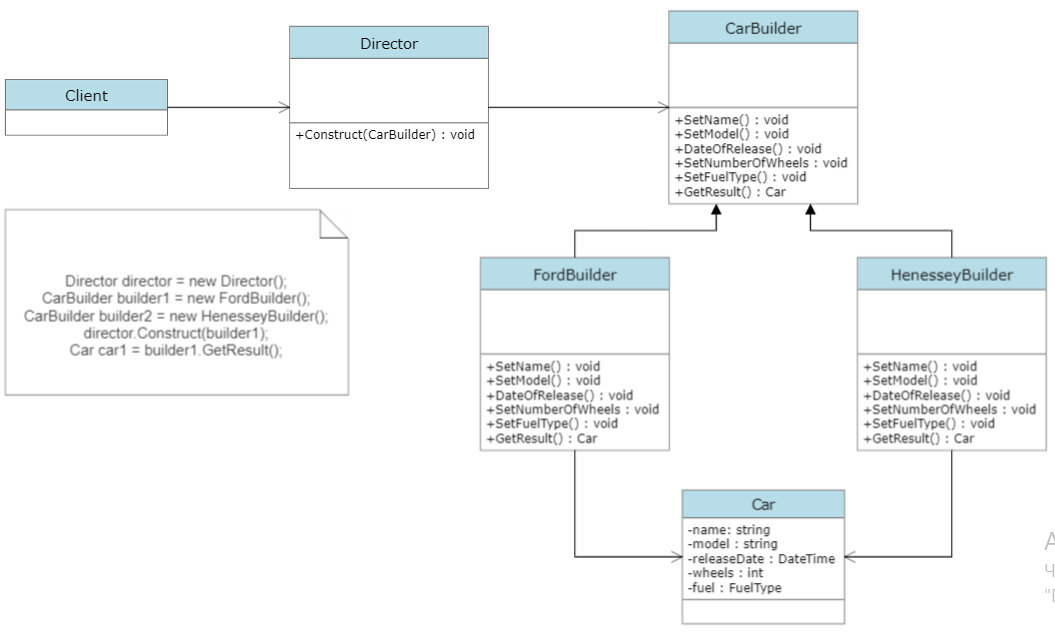 Client
Director
+Construct(CarBuilder) : void
CarBuilder
+SetName() : void
+SetModel() : void
+DateOfRelease() : void
+SetNumberOfWheels : void
+SetFuelType() : void
+GetResult() : Car
Director director = new Director();
CarBuilder builder1 = new FordBuilder();
CarBuilder builder2 = new HenesseyBuilder();
director.Construct(builder1);
Car car1 = builder1.GetResult();
FordBuilder
+SetName() : void
+SetModel() : void
+DateOfRelease() : void
+SetNumberOfWheels : void
+SetFuelType() : void
+GetResult() : Car
HenesseyBuilder
+SetName() : void
+SetModel() : void
+DateOfRelease() : void
+SetNumberOfWheels : void
+SetFuelType() : void
+GetResult() : Car
Car
-name: string
-model : string
-releaseDate : DateTime
-wheels : int
-fuel : FuelType